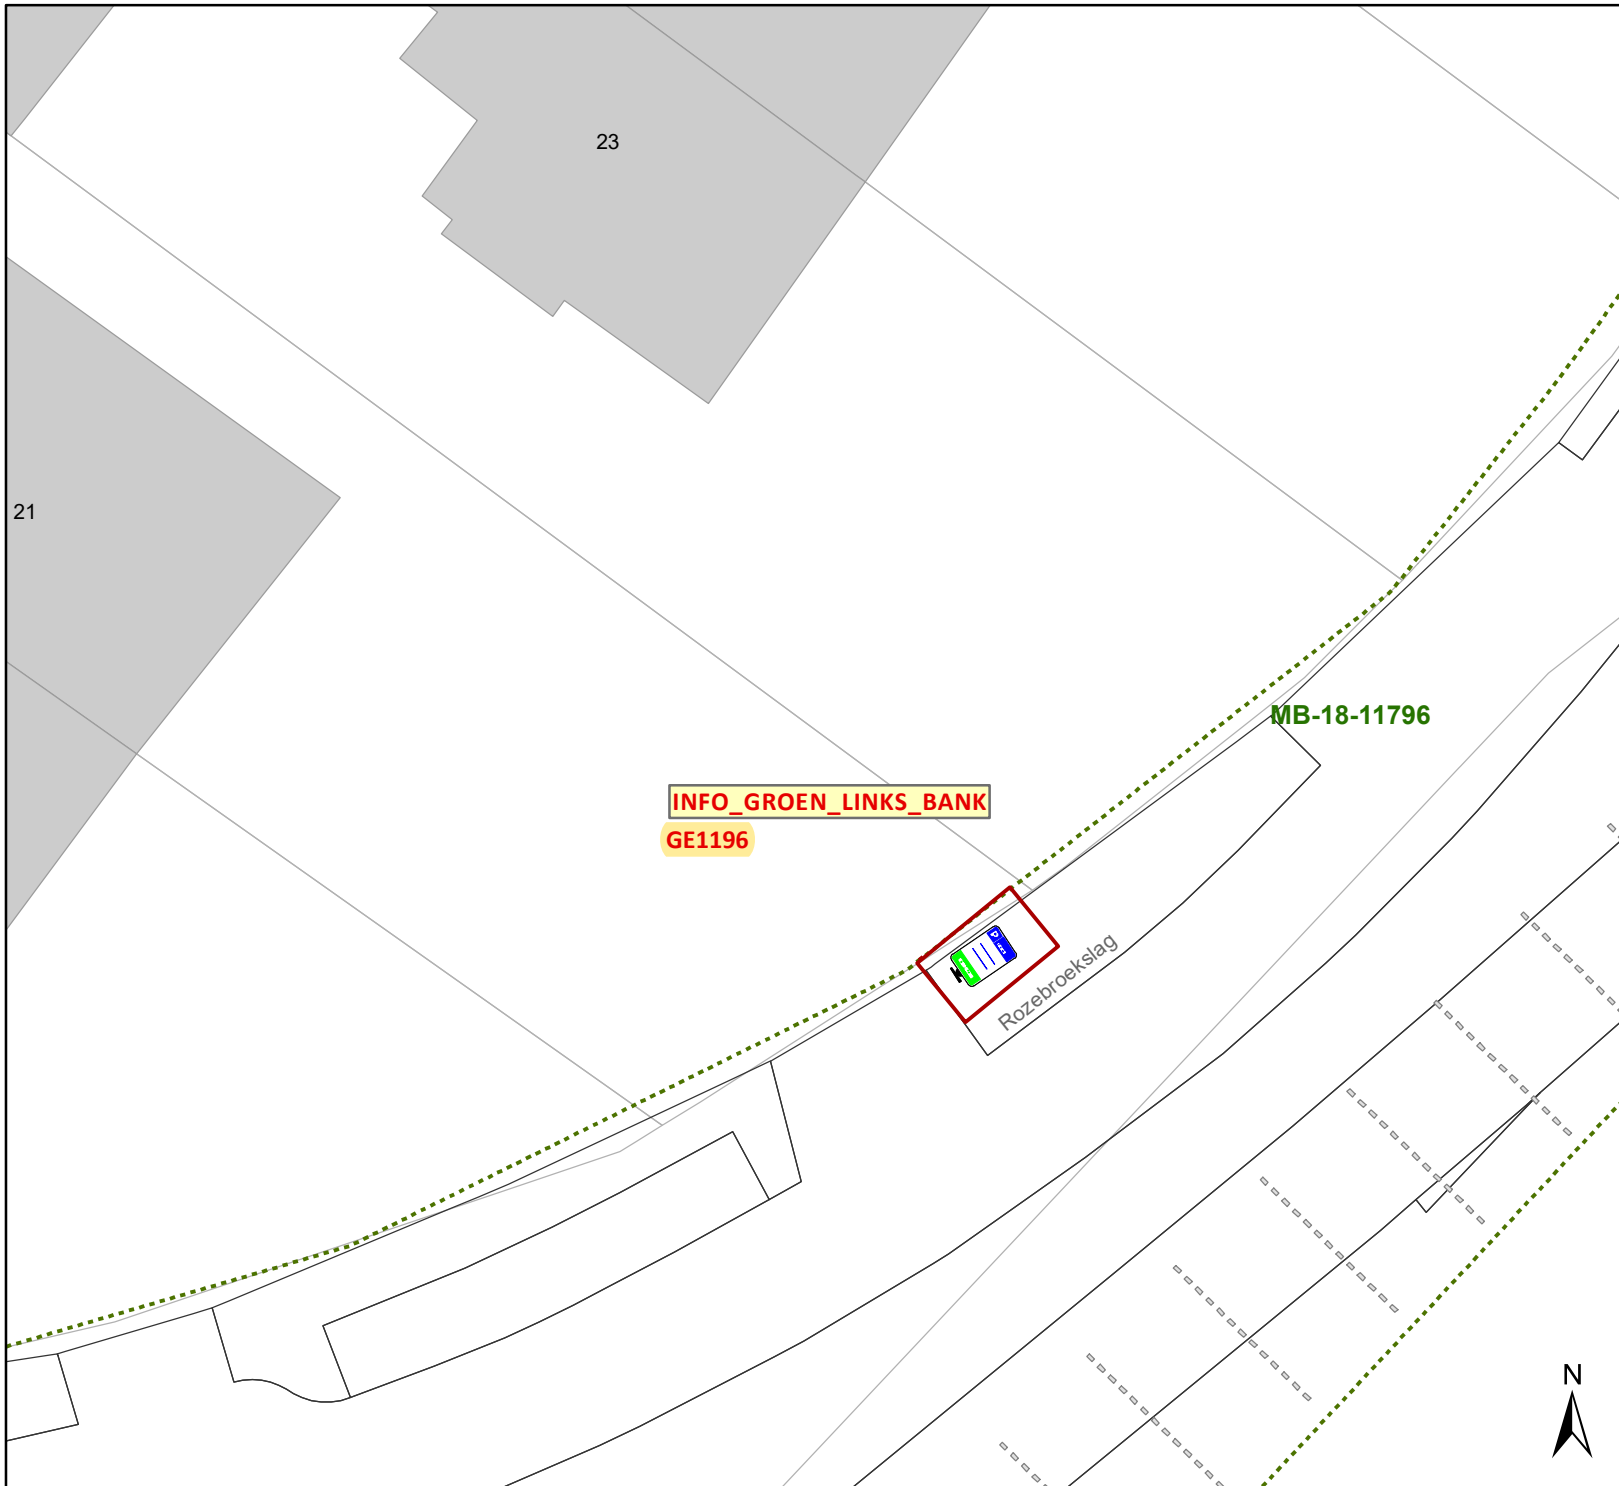 23
21
MB-18-11796
INFO_GROEN_LINKS_BANK
GE1196
Rozebroekslag
N